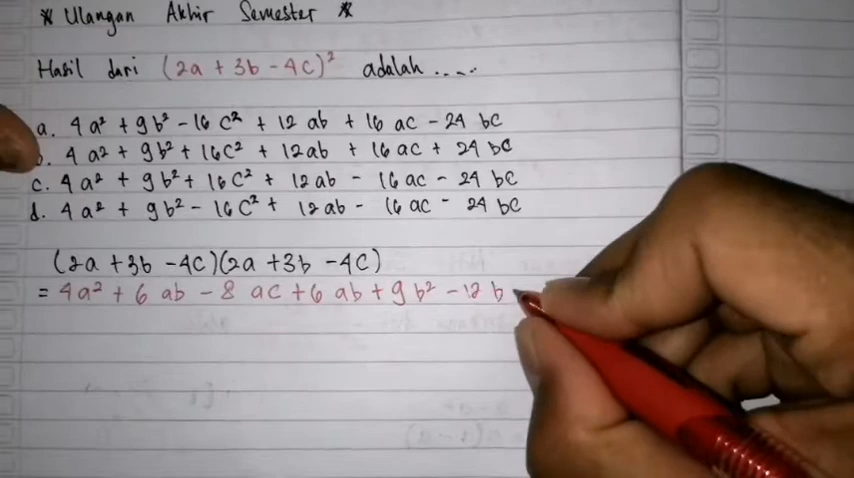 * Ulangan Akhir Semester *
Hasil dari (2a + 3b - 4c)² adalah .....
a. 4a² + 9b² - 16c² + 12ab + 16ac - 24bc
b. 4a² + 9b² + 16c² + 12ab + 16ac + 24bc
c. 4a² + 9b² + 16c² + 12ab - 16ac - 24bc
d. 4a² + 9b² - 16c² + 12ab - 16ac - 24bc
(2a + 3b - 4c)(2a + 3b - 4c)
= 4a² + 6ab - 8ac + 6ab + 9b² - 12b